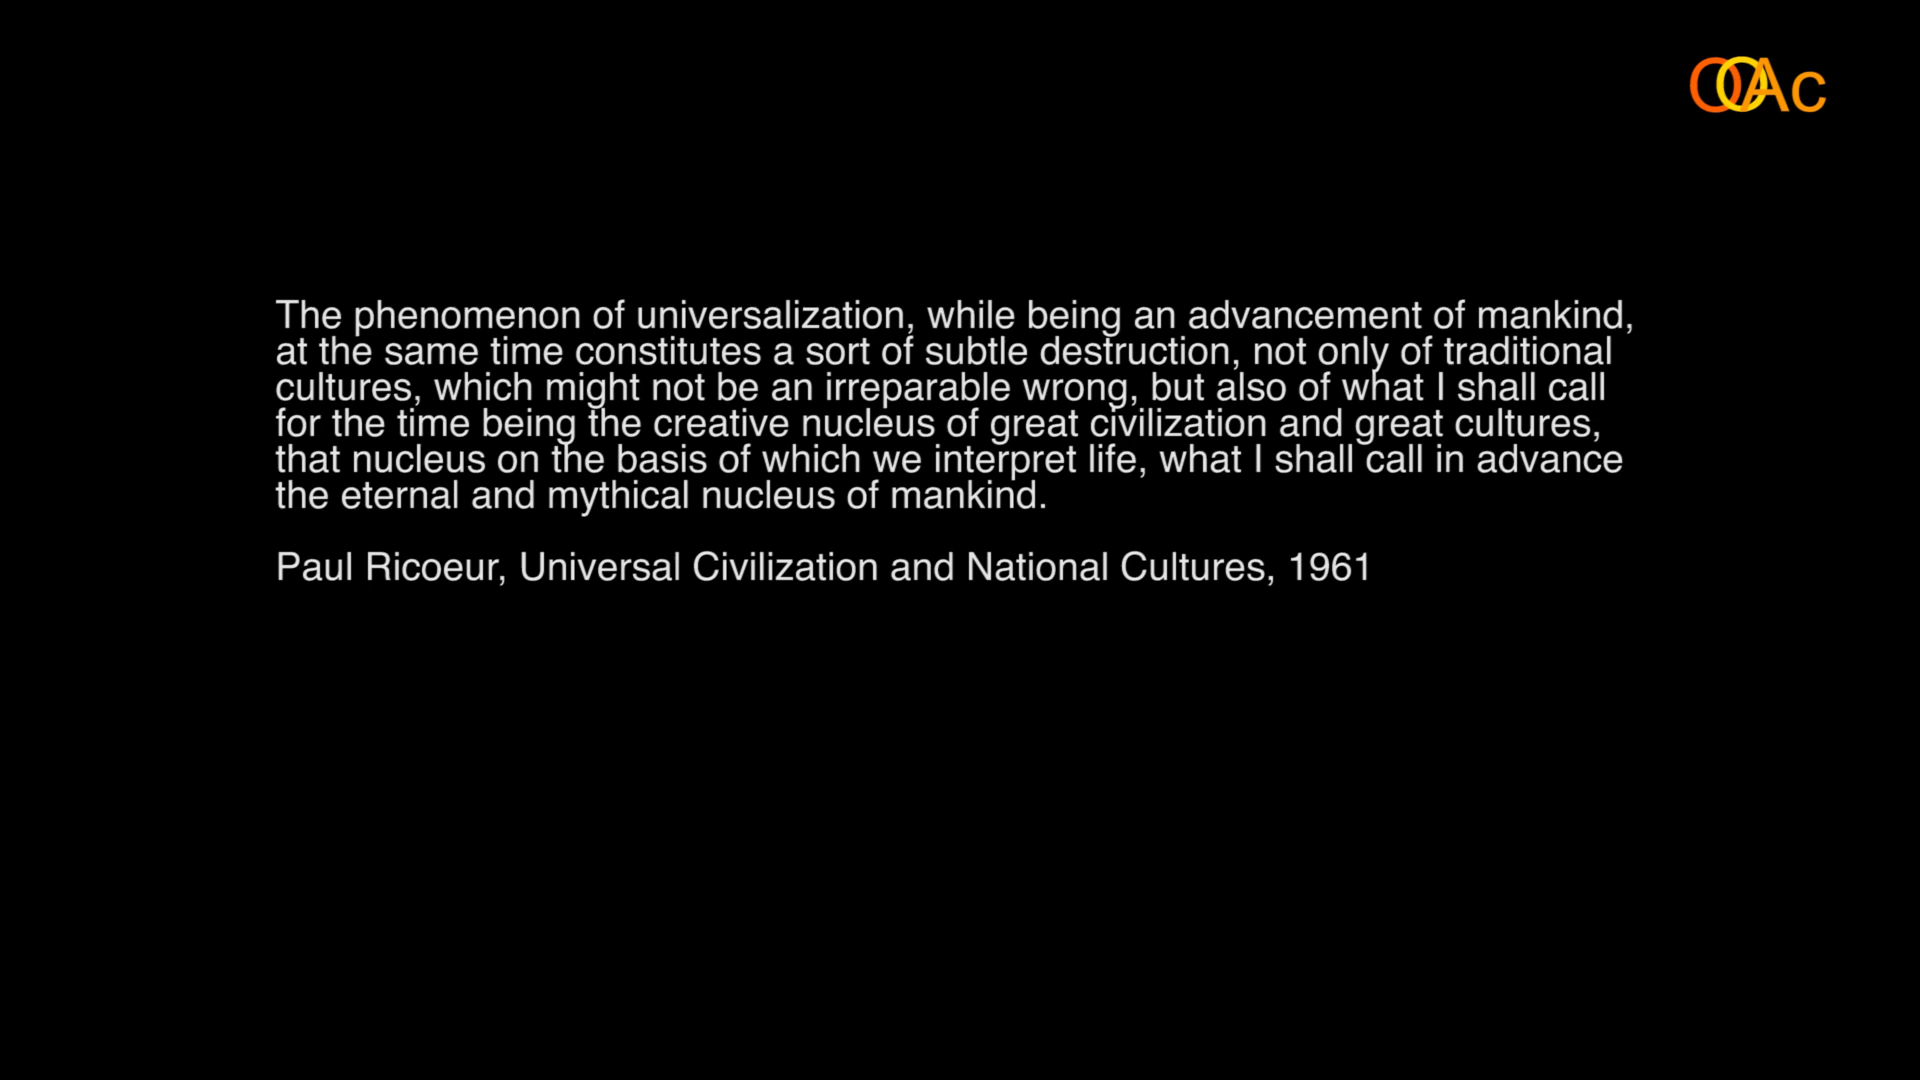 OOAc
The phenomenon of universalization, while being an advancement of mankind,
at the same time constitutes a sort of subtle destruction, not only of traditional
cultures, which might not be an irreparable wrong, but also of what I shall call
for the time being the creative nucleus of great civilization and great cultures,
that nucleus on the basis of which we interpret life, what I shall call in advance
the eternal and mythical nucleus of mankind.
Paul Ricoeur, Universal Civilization and National Cultures, 1961